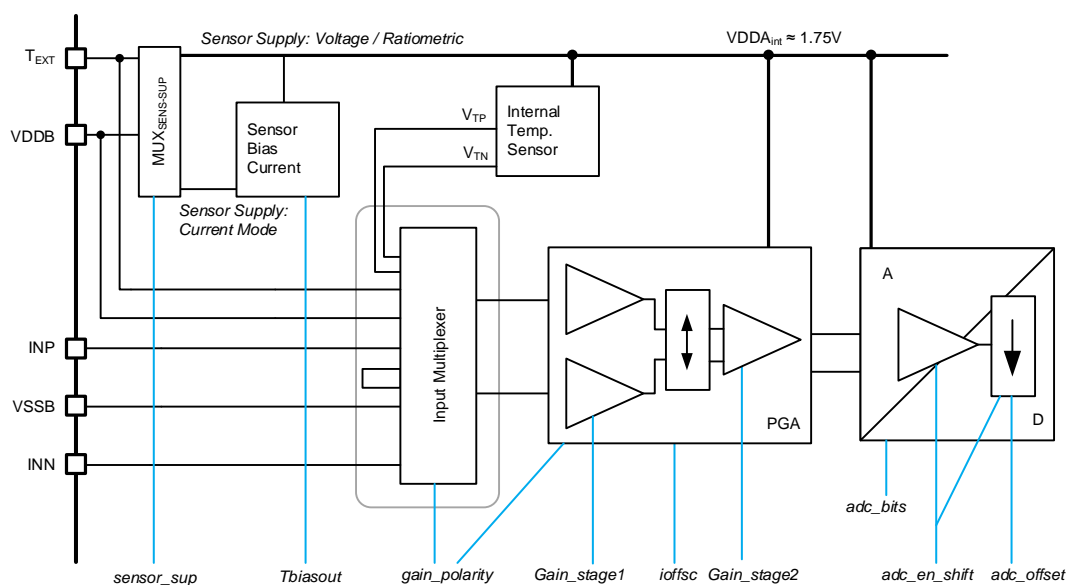 Sensor Supply: Voltage / Ratiometric
VDDAint ≈ 1.75V
TEXT
VDDB
MUXSENS-SUP
Sensor
Bias
Current
VTP
VTN
Internal
Temp.
Sensor
Sensor Supply:
Current Mode
INP
VSSB
INN
Input Multiplexer
PGA
A
D
adc_bits
sensor_sup
Tbiasout
gain_polarity
Gain_stage1
ioffsc
Gain_stage2
adc_en_shift
adc_offset